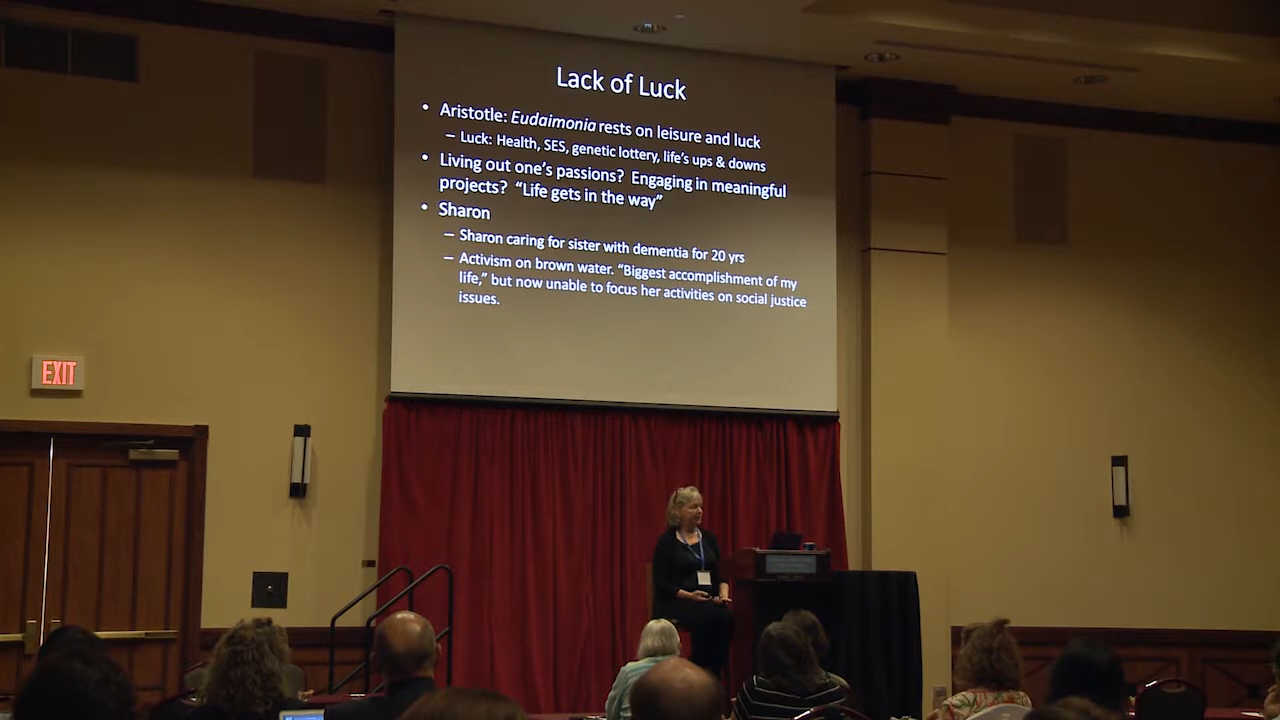 Lack of Luck
• Aristotle: Eudaimonia rests on leisure and luck
– Luck: Health, SES, genetic lottery, life's ups & downs
• Living out one's passions? Engaging in meaningful
projects? "Life gets in the way"
• Sharon
– Sharon caring for sister with dementia for 20 yrs
– Activism on brown water. "Biggest accomplishment of my
life," but now unable to focus her activities on social justice
issues.
EXIT